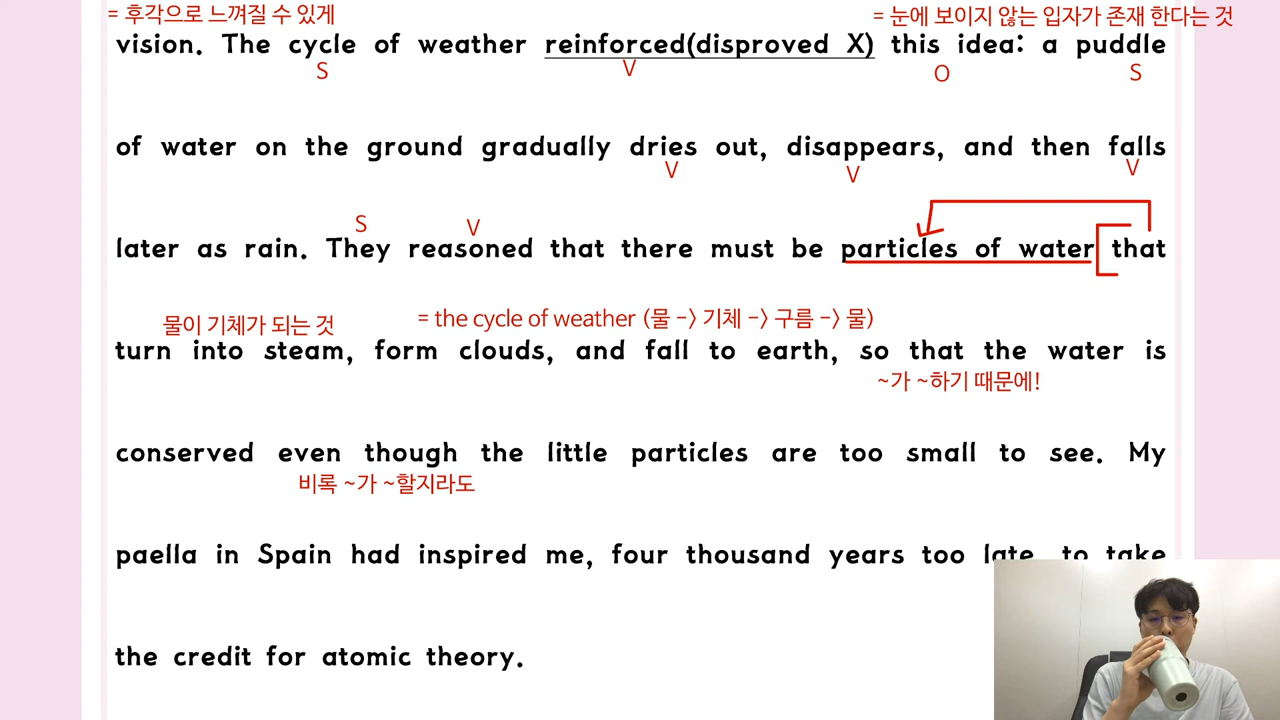 = 후각으로 느껴질 수 있게
= 눈에 보이지 않는 입자가 존재 한다는 것
vision. The cycle of weather reinforced(disproved X) this idea: a puddle
S V O S
of water on the ground gradually dries out, disappears, and then falls
V V V
S V
later as rain. They reasoned that there must be particles of water that
물이 기체가 되는 것
= the cycle of weather (물 -> 기체 -> 구름 -> 물)
turn into steam, form clouds, and fall to earth, so that the water is
~가 ~하기 때문에!
conserved even though the little particles are too small to see. My
비록 ~가 ~할지라도
paella in Spain had inspired me, four thousand years too late, to take
the credit for atomic theory.